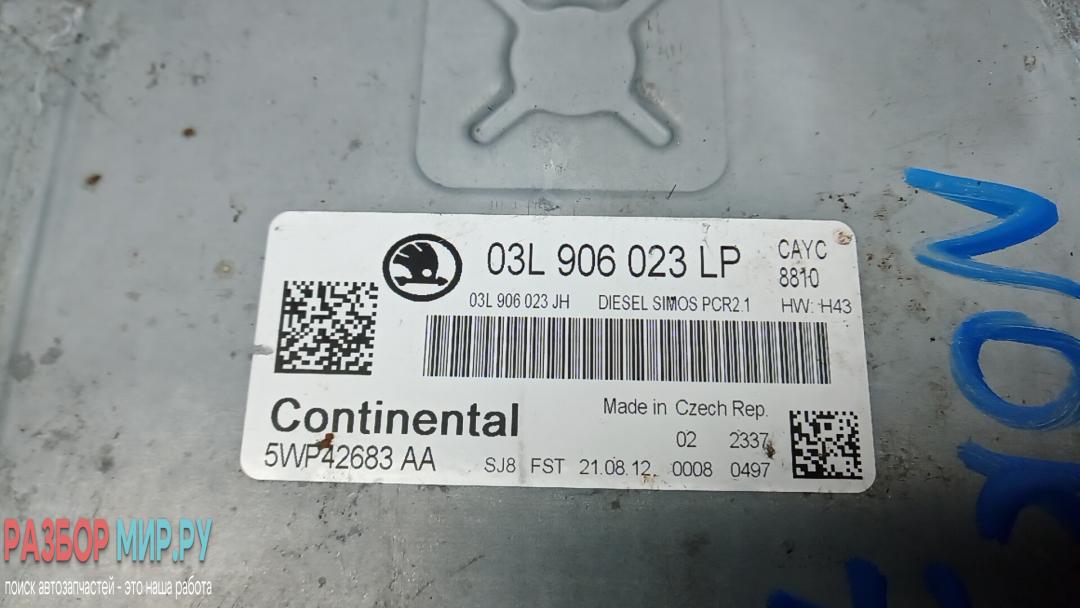 03L 906 023 LP
CAYC
8810
03L 906 023 JH DIESEL SIMOS PCR2.1 HW: H43
Continental
Made in Czech Rep.
02 2337
5WP42683 AA
SJ8 FST 21.08.12 0008 0497
РАЗБОР МИР.РУ
поиск автозапчастей - это наша работа